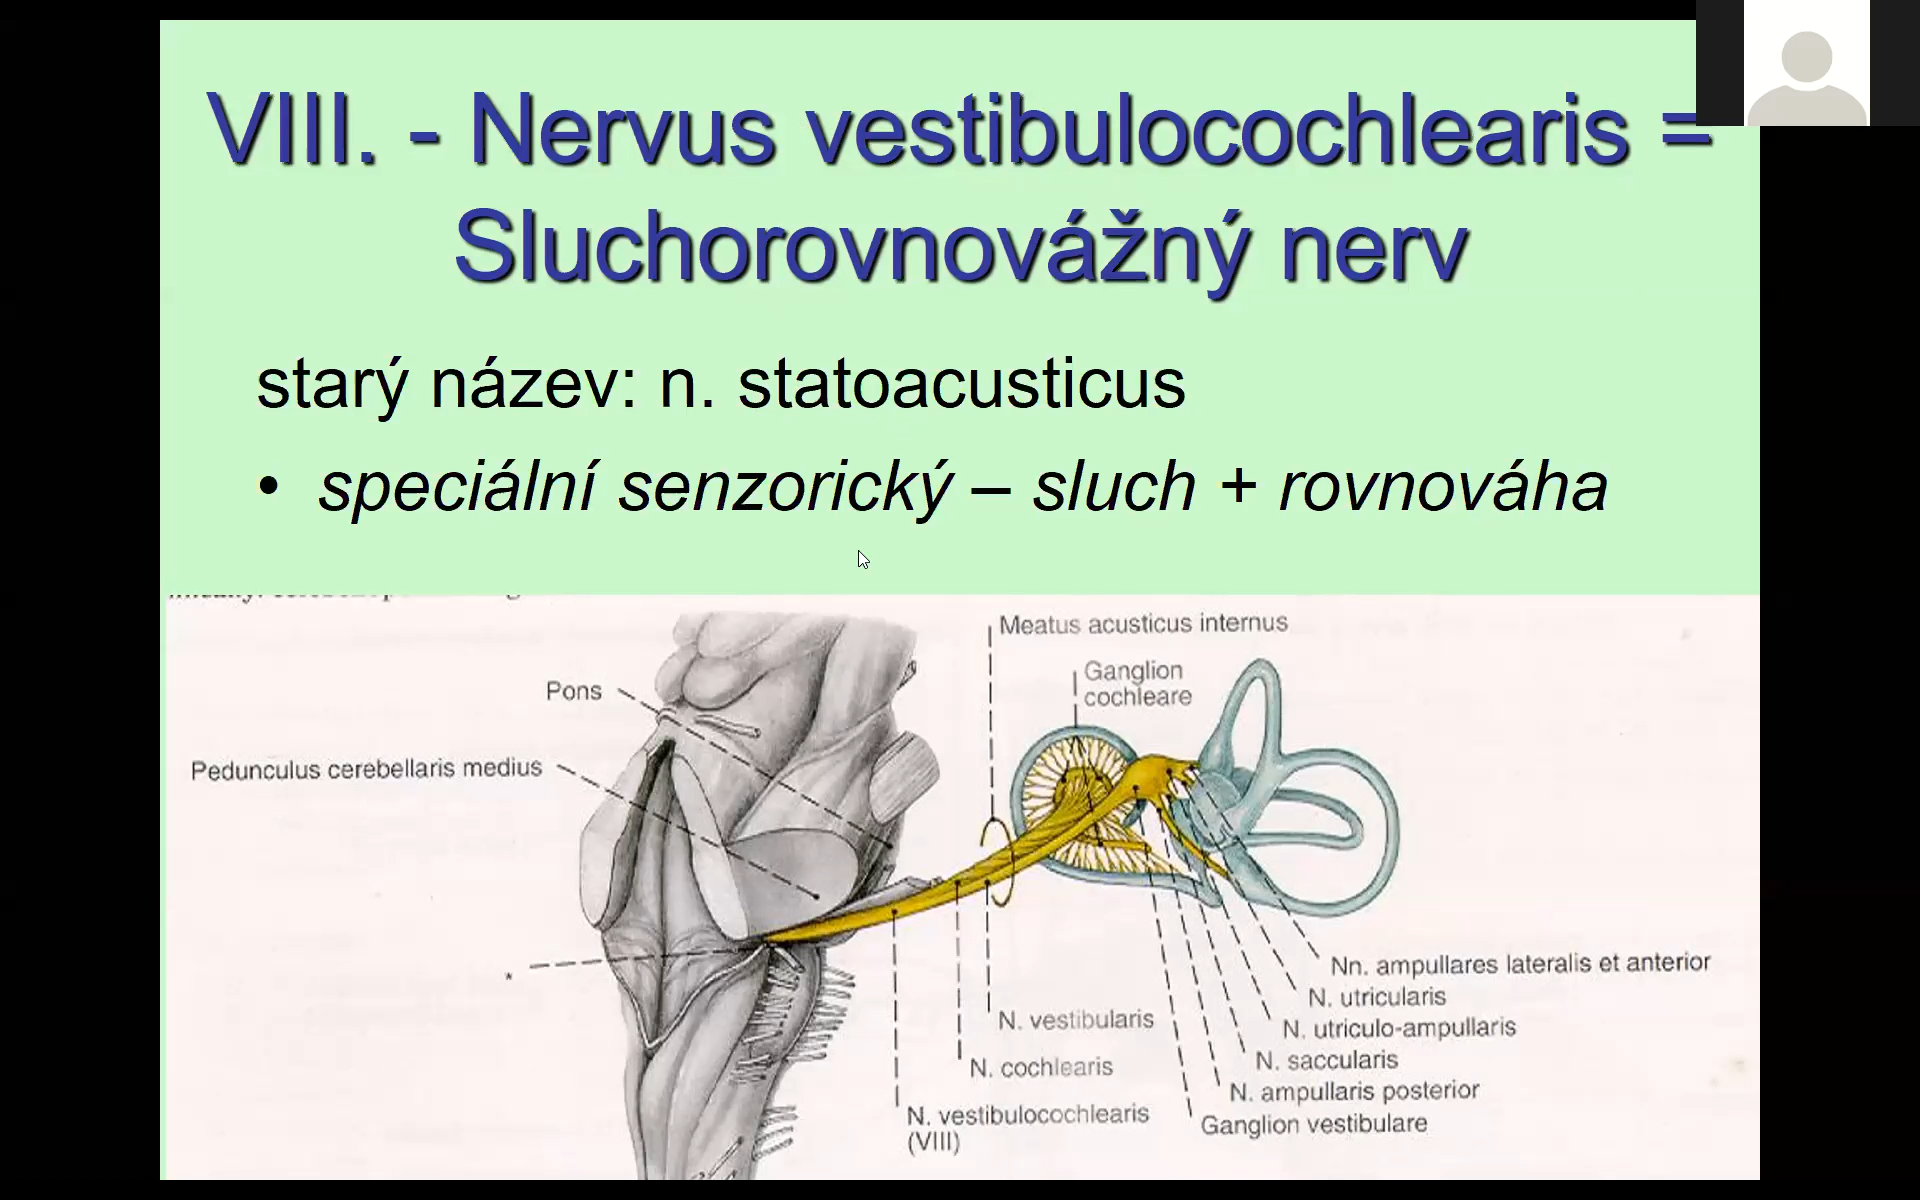 VIII. - Nervus vestibulocochlearis =
Sluchorovnovážný nerv
starý název: n. statoacusticus
• speciální senzorický – sluch + rovnováha
Meatus acusticus internus
Ganglion
cochleare
Pons
Pedunculus cerebellaris medius
*
Nn. ampullares lateralis et anterior
N. utricularis
N. utriculo-ampullaris
N. saccularis
N. ampullaris posterior
Ganglion vestibulare
N. vestibularis
N. cochlearis
N. vestibulocochlearis
(VIII)